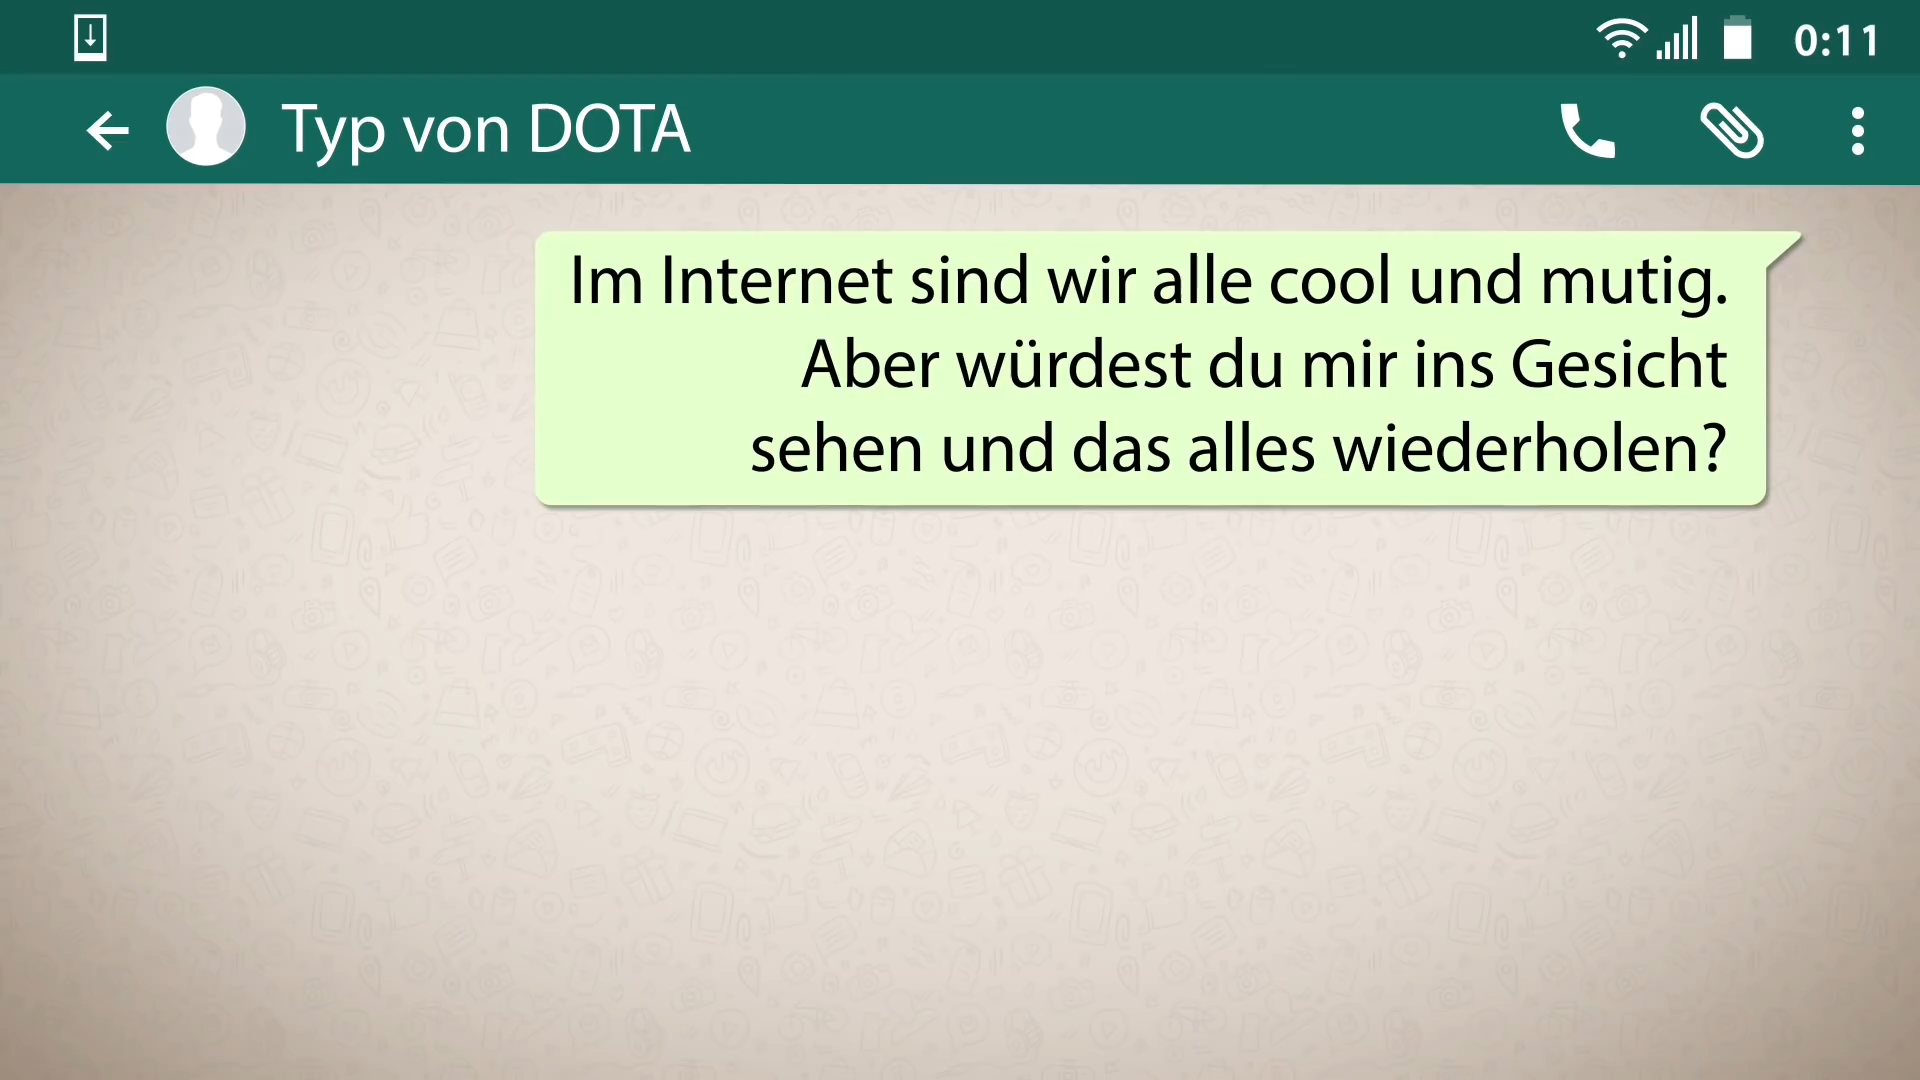 0:11
Typ von DOTA
Im Internet sind wir alle cool und mutig.
Aber würdest du mir ins Gesicht
sehen und das alles wiederholen?